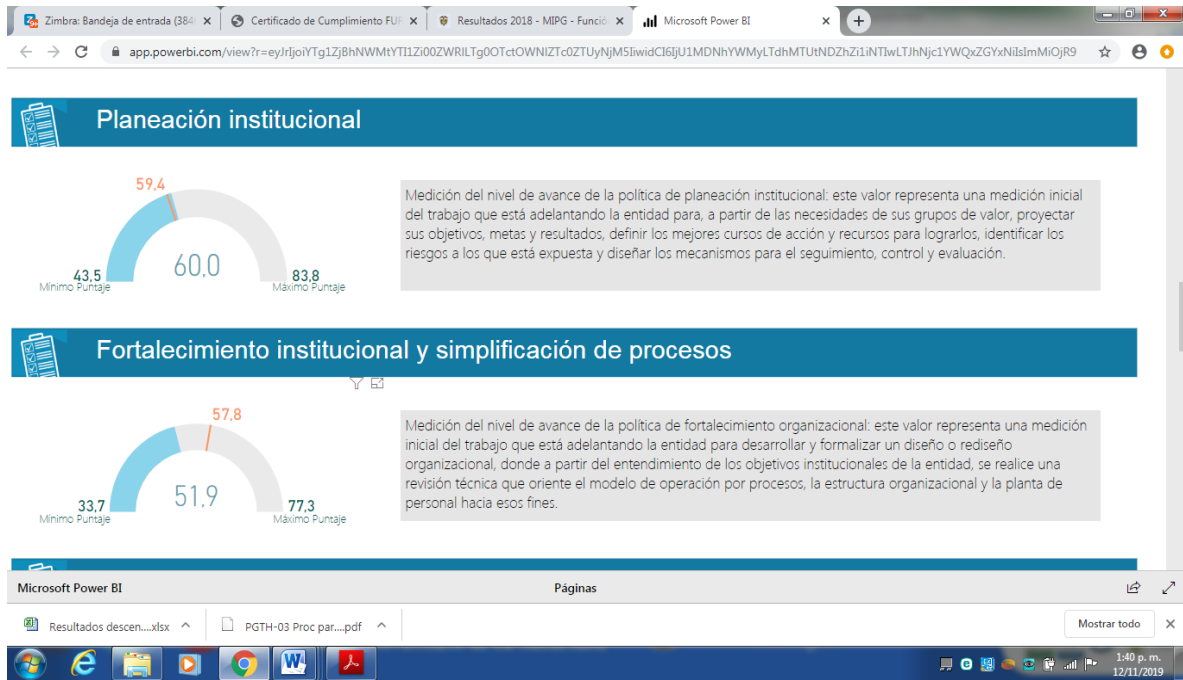 Zimbra: Bandeja de entrada (384
Certificado de Cumplimiento FUR
Resultados 2018 - MIPG - Funció
Microsoft Power BI
Planeación institucional
59,4
60,0
43,5
Mínimo Puntaje
83,8
Máximo Puntaje
Medición del nivel de avance de la política de planeación institucional: este valor representa una medición inicial
del trabajo que está adelantando la entidad para, a partir de las necesidades de sus grupos de valor, proyectar
sus objetivos, metas y resultados, definir los mejores cursos de acción y recursos para lograrlos, identificar los
riesgos a los que está expuesta y diseñar los mecanismos para el seguimiento, control y evaluación.
Fortalecimiento institucional y simplificación de procesos
57,8
51,9
33,7
Mínimo Puntaje
77,3
Máximo Puntaje
Medición del nivel de avance de la política de fortalecimiento organizacional: este valor representa una medición
inicial del trabajo que está adelantando la entidad para desarrollar y formalizar un diseño o rediseño
organizacional, donde a partir del entendimiento de los objetivos institucionales de la entidad, se realice una
revisión técnica que oriente el modelo de operación por procesos, la estructura organizacional y la planta de
personal hacia esos fines.
Microsoft Power BI
Páginas
Resultados descen....xlsx
PGTH-03 Proc par....pdf
Mostrar todo
1:40 p. m.
12/11/2019